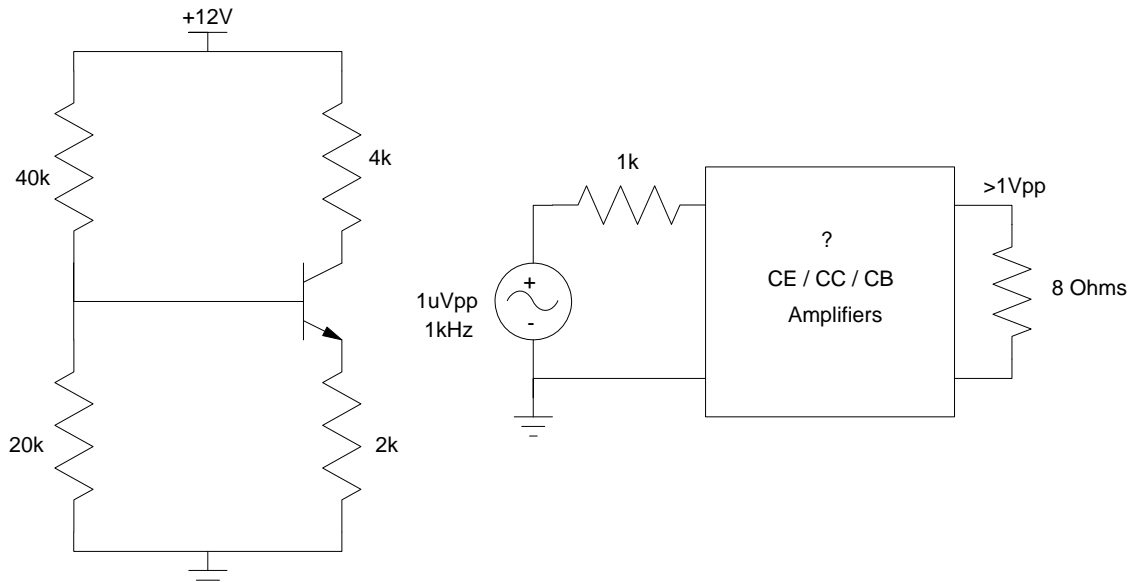 +12V
40k
4k
20k
2k
1k
1uVpp
1kHz
+
-
?
CE / CC / CB
Amplifiers
>1Vpp
8 Ohms